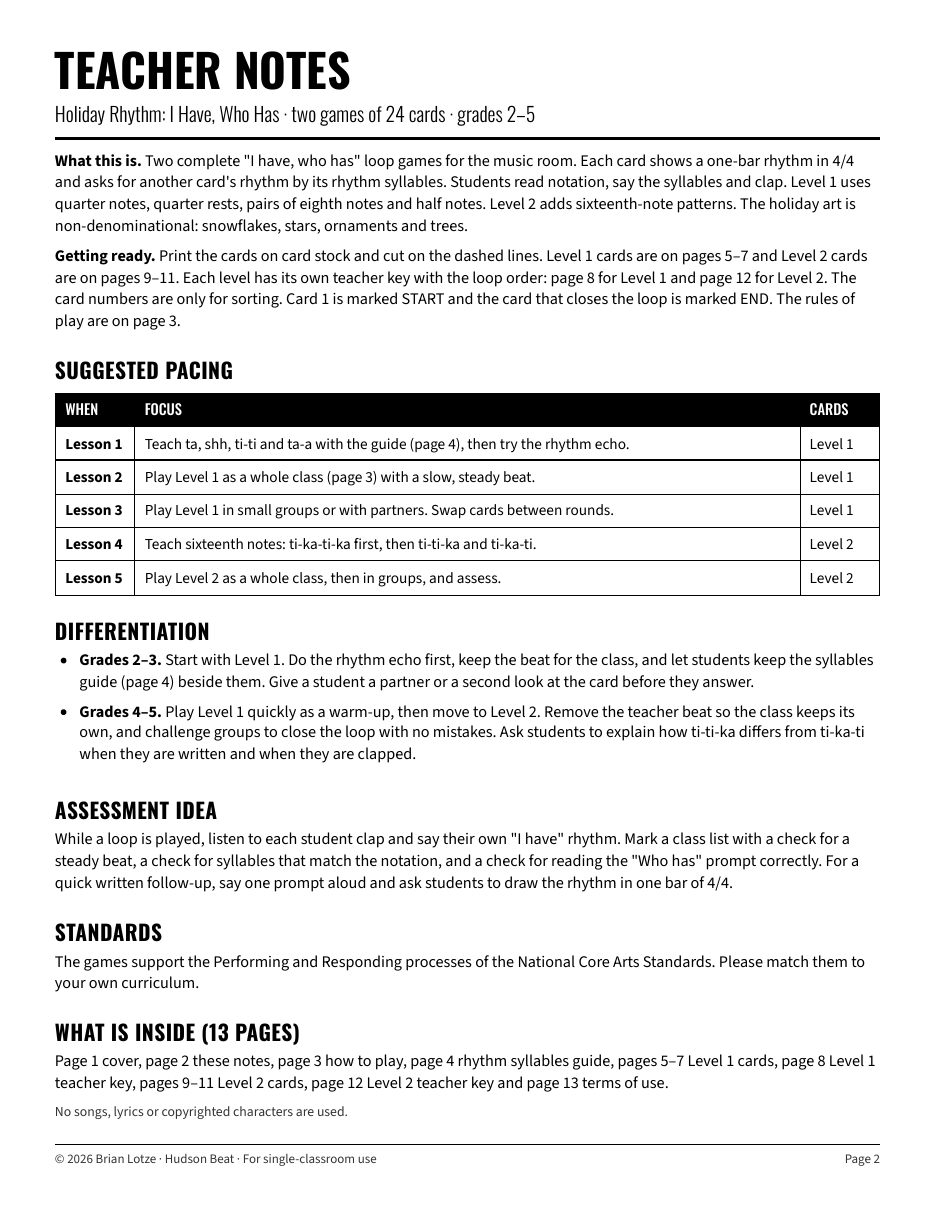 TEACHER NOTES
Holiday Rhythm: I Have, Who Has · two games of 24 cards · grades 2–5
What this is. Two complete "I have, who has" loop games for the music room. Each card shows a one-bar rhythm in 4/4
and asks for another card's rhythm by its rhythm syllables. Students read notation, say the syllables and clap. Level 1 uses
quarter notes, quarter rests, pairs of eighth notes and half notes. Level 2 adds sixteenth-note patterns. The holiday art is
non-denominational: snowflakes, stars, ornaments and trees.
Getting ready. Print the cards on card stock and cut on the dashed lines. Level 1 cards are on pages 5–7 and Level 2 cards
are on pages 9–11. Each level has its own teacher key with the loop order: page 8 for Level 1 and page 12 for Level 2. The
card numbers are only for sorting. Card 1 is marked START and the card that closes the loop is marked END. The rules of
play are on page 3.
SUGGESTED PACING
WHEN FOCUS CARDS
Lesson 1 Teach ta, shh, ti-ti and ta-a with the guide (page 4), then try the rhythm echo. Level 1
Lesson 2 Play Level 1 as a whole class (page 3) with a slow, steady beat. Level 1
Lesson 3 Play Level 1 in small groups or with partners. Swap cards between rounds. Level 1
Lesson 4 Teach sixteenth notes: ti-ka-ti-ka first, then ti-ti-ka and ti-ka-ti. Level 2
Lesson 5 Play Level 2 as a whole class, then in groups, and assess. Level 2
DIFFERENTIATION
• Grades 2–3. Start with Level 1. Do the rhythm echo first, keep the beat for the class, and let students keep the syllables
guide (page 4) beside them. Give a student a partner or a second look at the card before they answer.
• Grades 4–5. Play Level 1 quickly as a warm-up, then move to Level 2. Remove the teacher beat so the class keeps its
own, and challenge groups to close the loop with no mistakes. Ask students to explain how ti-ti-ka differs from ti-ka-ti
when they are written and when they are clapped.
ASSESSMENT IDEA
While a loop is played, listen to each student clap and say their own "I have" rhythm. Mark a class list with a check for a
steady beat, a check for syllables that match the notation, and a check for reading the "Who has" prompt correctly. For a
quick written follow-up, say one prompt aloud and ask students to draw the rhythm in one bar of 4/4.
STANDARDS
The games support the Performing and Responding processes of the National Core Arts Standards. Please match them to
your own curriculum.
WHAT IS INSIDE (13 PAGES)
Page 1 cover, page 2 these notes, page 3 how to play, page 4 rhythm syllables guide, pages 5–7 Level 1 cards, page 8 Level 1
teacher key, pages 9–11 Level 2 cards, page 12 Level 2 teacher key and page 13 terms of use.
No songs, lyrics or copyrighted characters are used.
© 2026 Brian Lotze · Hudson Beat · For single-classroom use Page 2